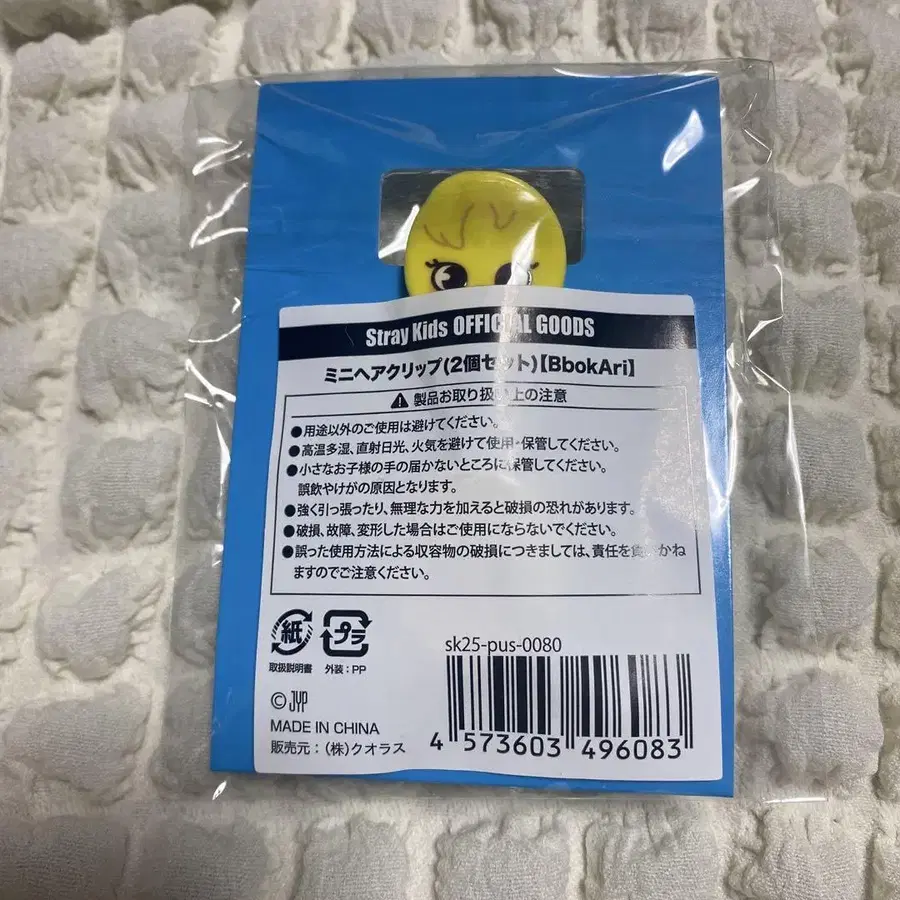 Stray Kids OFFICIAL GOODS
ミニヘアクリップ(2個セット)【BbokAri】
製品お取り扱い上の注意
●用途以外のご使用は避けてください。
●高温多湿、直射日光、火気を避けて使用・保管してください。
●小さなお子様の手の届かないところに保管してください。
誤飲やけがの原因となります。
●強く引っ張ったり、無理な力を加えると破損の恐れがあります。
●破損、故障、変形した場合はご使用にならないでください。
●誤った使用方法による収容物の破損につきましては、責任を負いかね
ますのでご注意ください。
紙 プラ
取扱説明書 外装:PP
sk25-pus-0080
©JYP
MADE IN CHINA
販売元:(株)クオラス
4 573603 496083